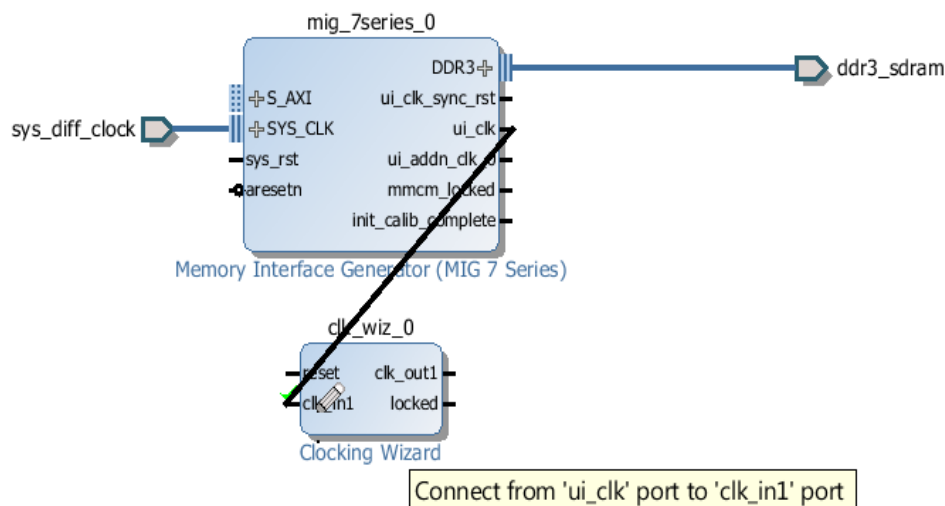 mig_7series_0
DDR3
ddr3_sdram
S_AXI
ui_clk_sync_rst
sys_diff_clock
SYS_CLK
ui_clk
sys_rst
ui_addn_clk_0
aresetn
mmcm_locked
init_calib_complete
Memory Interface Generator (MIG 7 Series)
clk_wiz_0
reset
clk_out1
clk_in1
locked
Clocking Wizard
Connect from 'ui_clk' port to 'clk_in1' port